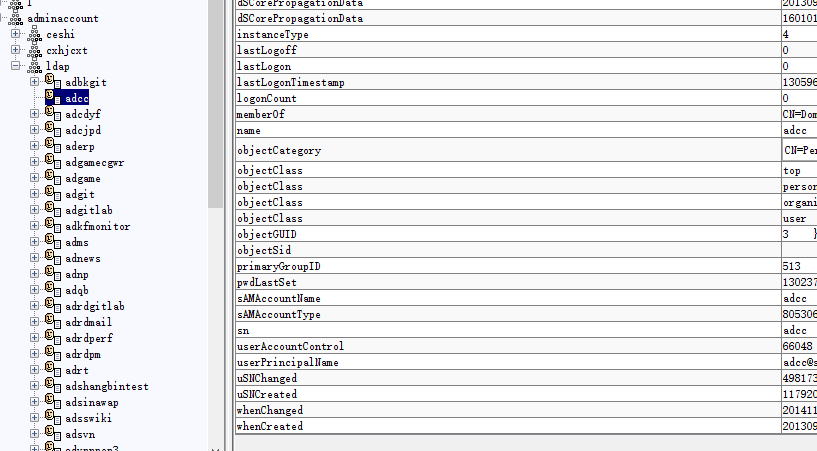 l
adminaccount
ceshi
cxhjcxt
ldap
adbkgit
adcc
adcdyf
adcjpd
aderp
adgamecgwr
adgame
adgit
adgitlab
adkfmonitor
adms
adnews
adnp
adqb
adrdgitlab
adrdmail
adrdperf
adrdpm
adrt
adshangbintest
adsinawap
adsswiki
adsvn
dSCorePropagationData 201309
dSCorePropagationData 160101
instanceType 4
lastLogoff 0
lastLogon 0
lastLogonTimestamp 130596
logonCount 0
memberOf CN=Dom
name adcc
objectCategory CN=Per
objectClass top
objectClass person
objectClass organi
objectClass user
objectGUID 3 }
objectSid
primaryGroupID 513
pwdLastSet 130237
sAMAccountName adcc
sAMAccountType 805306
sn adcc
userAccountControl 66048
userPrincipalName adcc@s
uSNChanged 498173
uSNCreated 117920
whenChanged 201411
whenCreated 201309